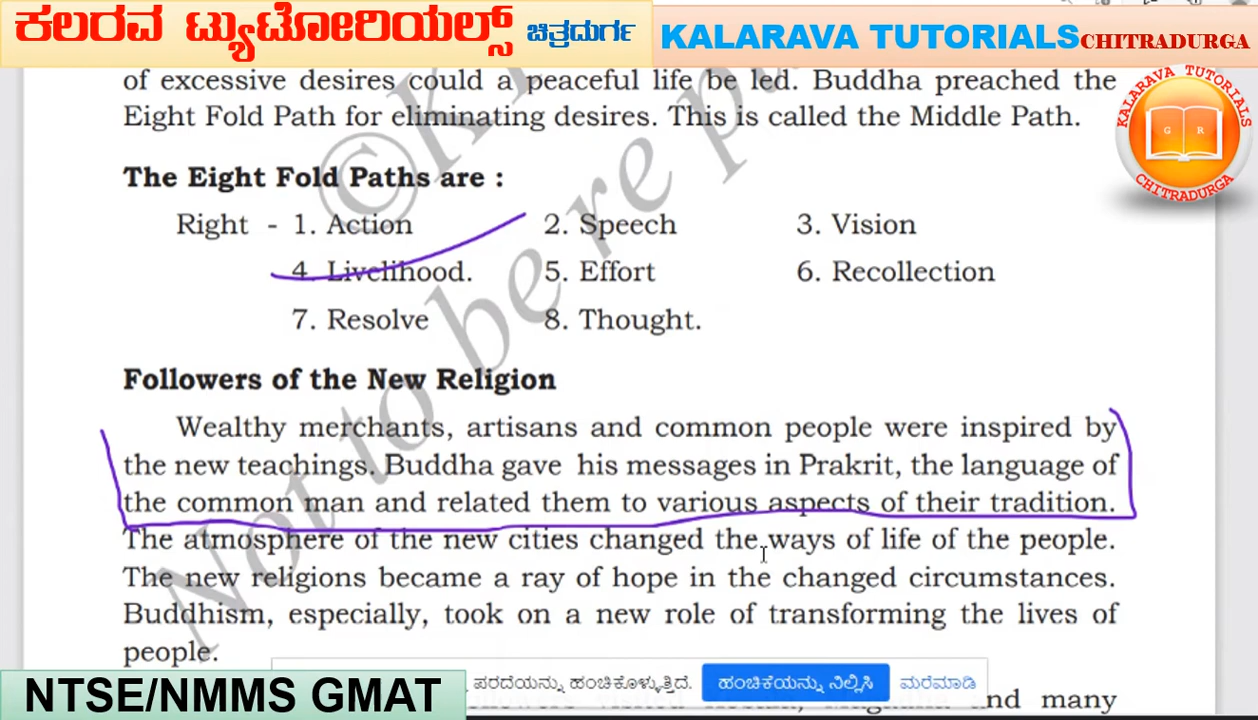 ಕಲರವ ಟ್ಯುಟೋರಿಯಲ್ಸ್ ಚಿತ್ರದುರ್ಗ KALARAVA TUTORIALS CHITRADURGA
of excessive desires could a peaceful life be led. Buddha preached the
Eight Fold Path for eliminating desires. This is called the Middle Path.
KALARAVA TUTORIALS
G R
CHITRADURGA
The Eight Fold Paths are :
Right - 1. Action 2. Speech 3. Vision
4. Livelihood. 5. Effort 6. Recollection
7. Resolve 8. Thought.
Followers of the New Religion
Wealthy merchants, artisans and common people were inspired by
the new teachings. Buddha gave his messages in Prakrit, the language of
the common man and related them to various aspects of their tradition.
The atmosphere of the new cities changed the ways of life of the people.
The new religions became a ray of hope in the changed circumstances.
Buddhism, especially, took on a new role of transforming the lives of
people.
ಪರದೆಯನ್ನು ಹಂಚಿಕೊಳ್ಳುತ್ತಿದೆ. ಹಂಚಿಕೆಯನ್ನು ನಿಲ್ಲಿಸಿ ಮರೆಮಾಡಿ
and many
NTSE/NMMS GMAT
Not to be re